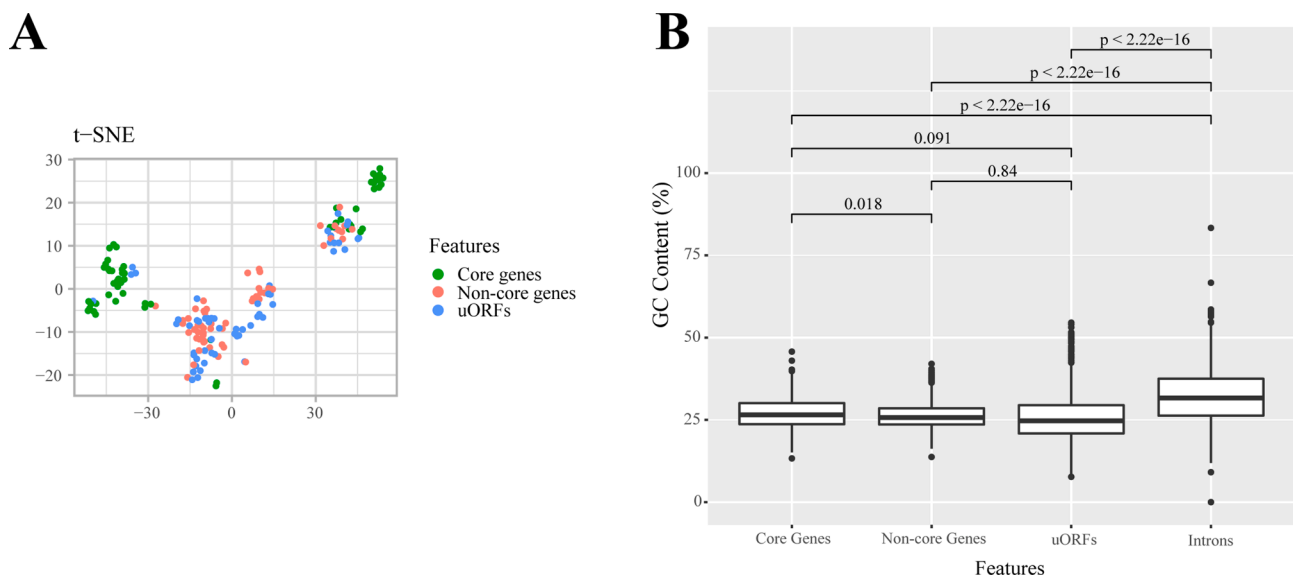 A
t−SNE
30
20
10
0
−10
−20
−30
0
30
Features
Core genes
Non−core genes
uORFs
B
p < 2.22e−16
p < 2.22e−16
p < 2.22e−16
0.091
0.84
0.018
GC Content (%)
100
75
50
25
0
Core Genes
Non−core Genes
uORFs
Introns
Features